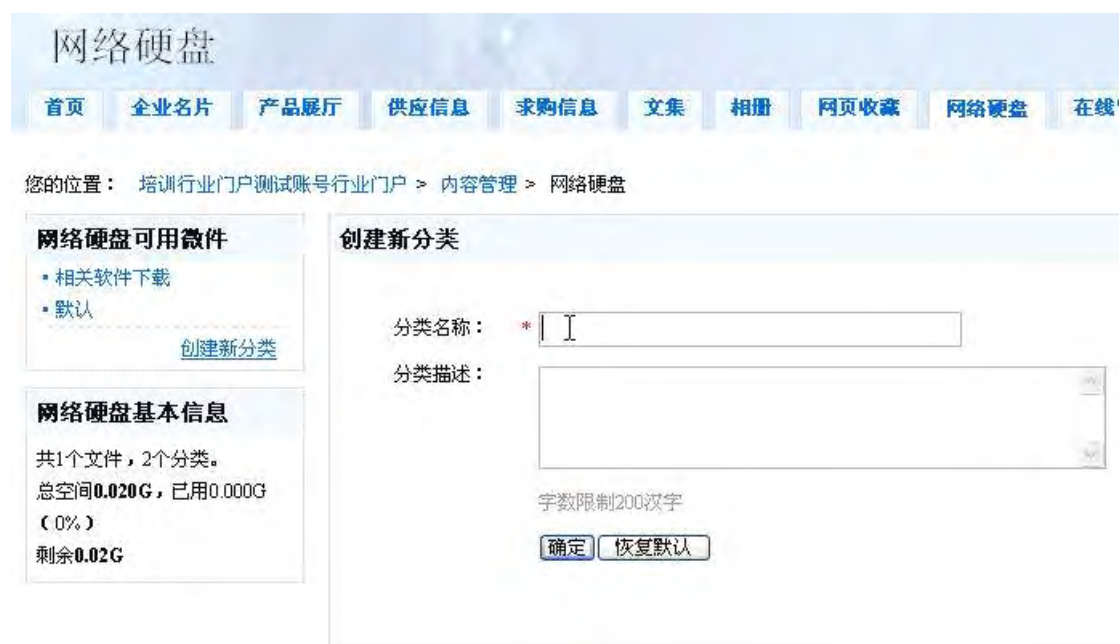 网络硬盘
首页 企业名片 产品展厅 供应信息 求购信息 文集 相册 网页收藏 网络硬盘 在线
您的位置： 培训行业门户测试账号行业门户 > 内容管理 > 网络硬盘
网络硬盘可用微件
相关软件下载
默认
创建新分类
网络硬盘基本信息
共1个文件，2个分类。
总空间0.020G，已用0.000G
（0%）
剩余0.02G
创建新分类
分类名称： *
分类描述：
字数限制200汉字
确定 恢复默认